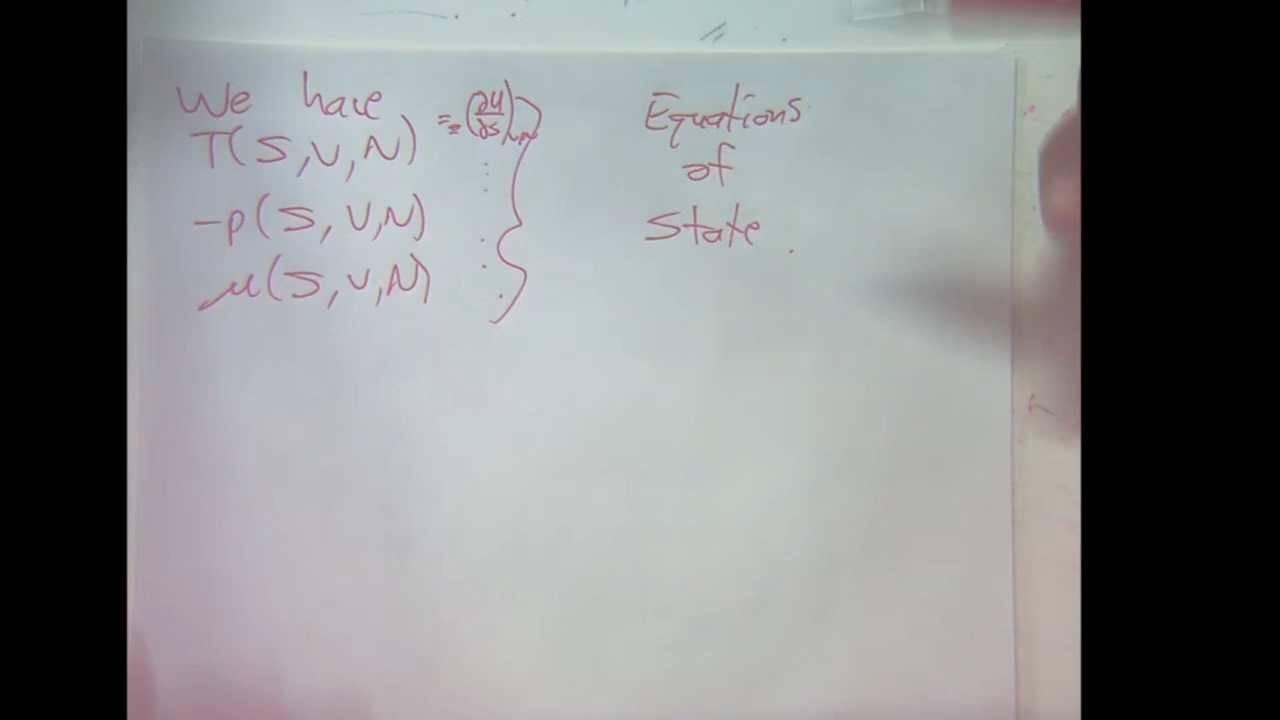 We have
T(S,V,N) = (∂U/∂S)
-p(S,V,N)
μ(S,V,N)
Equations
of
State.